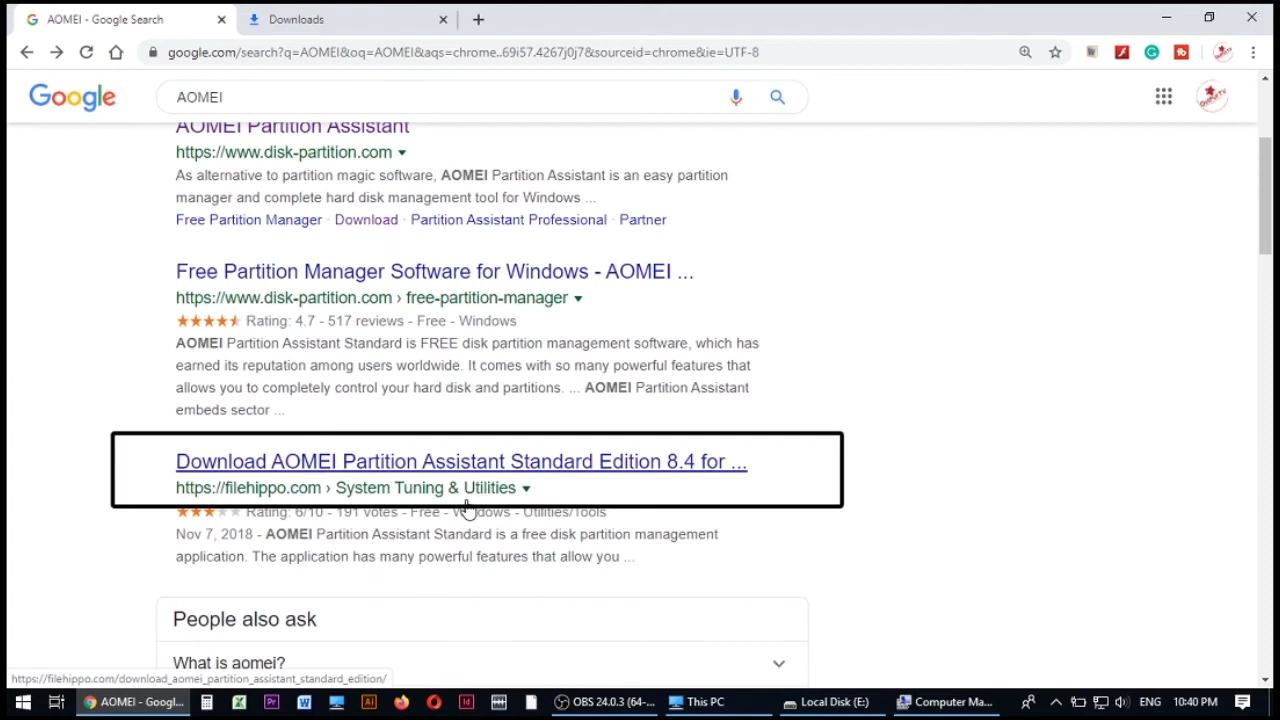 AOMEI - Google Search
Downloads
google.com/search?q=AOMEI&oq=AOMEI&aqs=chrome..69i57.4267j0j7&sourceid=chrome&ie=UTF-8
Google
AOMEI
AOMEI Partition Assistant
https://www.disk-partition.com
As alternative to partition magic software, AOMEI Partition Assistant is an easy partition
manager and complete hard disk management tool for Windows ...
Free Partition Manager · Download · Partition Assistant Professional · Partner
Free Partition Manager Software for Windows - AOMEI ...
https://www.disk-partition.com › free-partition-manager
Rating: 4.7 - 517 reviews - Free - Windows
AOMEI Partition Assistant Standard is FREE disk partition management software, which has
earned its reputation among users worldwide. It comes with so many powerful features that
allows you to completely control your hard disk and partitions. ... AOMEI Partition Assistant
embeds sector ...
Download AOMEI Partition Assistant Standard Edition 8.4 for ...
https://filehippo.com › System Tuning & Utilities
Rating: 6/10 - 191 votes - Free - Windows - Utilities/Tools
Nov 7, 2018 - AOMEI Partition Assistant Standard is a free disk partition management
application. The application has many powerful features that allow you ...
People also ask
What is aomei?
https://filehippo.com/download_aomei_partition_assistant_standard_edition/
AOMEI - Googl...
OBS 24.0.3 (64-...
This PC
Local Disk (E:)
Computer Ma...
ENG
10:40 PM